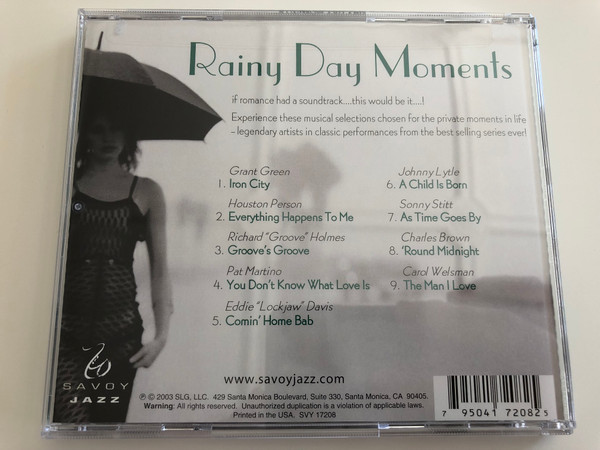 Rainy Day Moments
if romance had a soundtrack....this would be it....!
Experience these musical selections chosen for the private moments in life
–legendary artists in classic performances from the best selling series ever!
Grant Green
1. Iron City
Houston Person
2. Everything Happens To Me
Richard "Groove" Holmes
3. Groove's Groove
Pat Martino
4. You Don't Know What Love Is
Eddie "Lockjaw" Davis
5. Comin' Home Bab
Johnny Lytle
6. A Child Is Born
Sonny Stitt
7. As Time Goes By
Charles Brown
8. 'Round Midnight
Carol Welsman
9. The Man I Love
SAVOY
JAZZ
www.savoyjazz.com
℗ © 2003 SLG, LLC. 429 Santa Monica Boulevard, Suite 330, Santa Monica, CA 90405.
Warning: All rights reserved. Unauthorized duplication is a violation of applicable laws.
Printed in the USA. SVY 17208
7 95041 72082 5